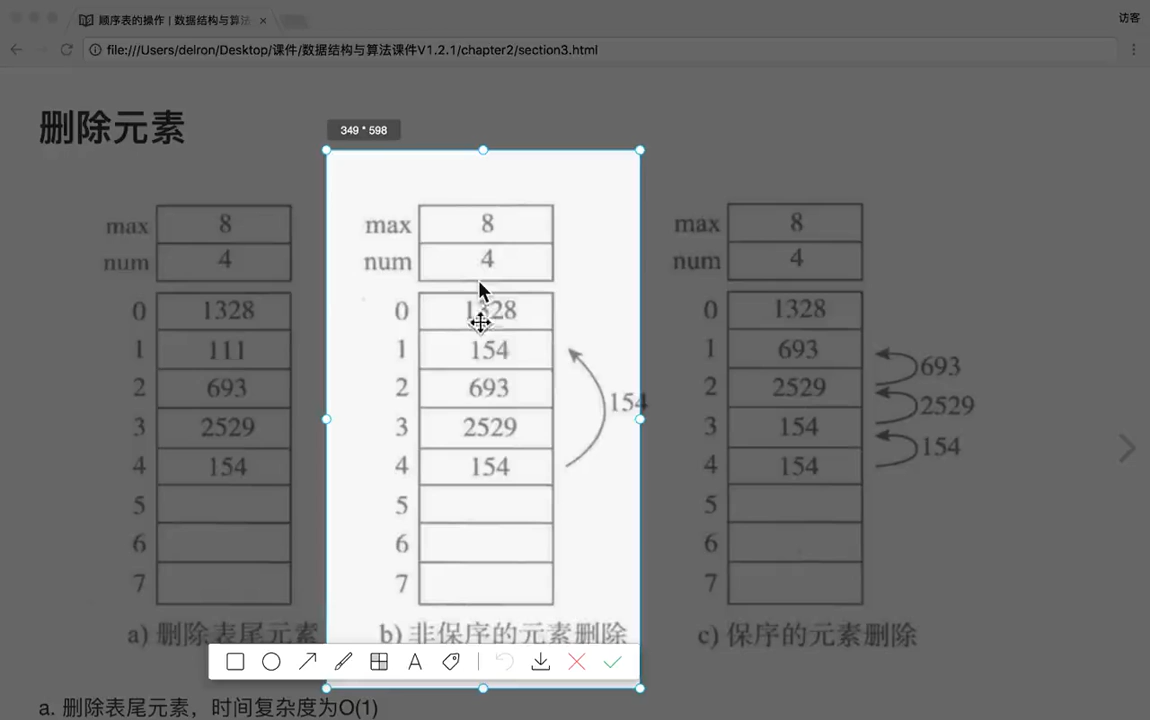 顺序表的操作 | 数据结构与算法
访客
file:///Users/delron/Desktop/课件/数据结构与算法课件V1.2.1/chapter2/section3.html
删除元素
349 * 598
max 8
num 4
0 1328
1 111
2 693
3 2529
4 154
5
6
7
a) 删除表尾元素
max 8
num 4
0 1328
1 154
2 693
3 2529
4 154
5
6
7
154
b) 非保序的元素删除
max 8
num 4
0 1328
1 693
2 2529
3 154
4 154
5
6
7
693
2529
154
c) 保序的元素删除
A
a. 删除表尾元素，时间复杂度为O(1)